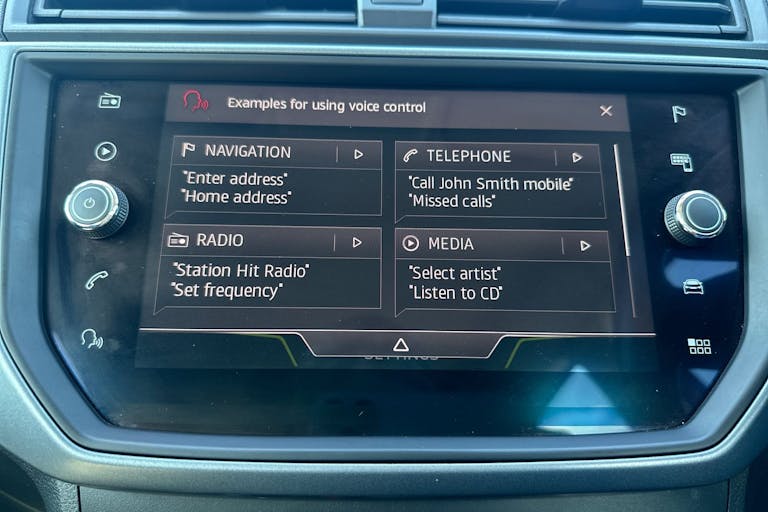 Examples for using voice control
NAVIGATION
"Enter address"
"Home address"
TELEPHONE
"Call John Smith mobile"
"Missed calls"
RADIO
"Station Hit Radio"
"Set frequency"
MEDIA
"Select artist"
"Listen to CD"
SETTINGS